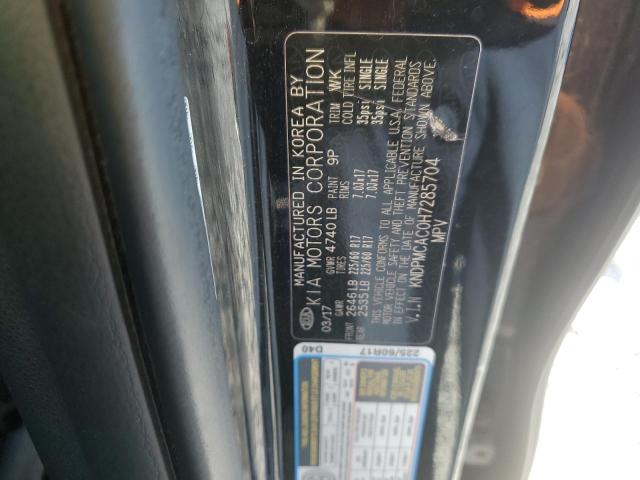 MANUFACTURED IN KOREA BY
KIA KIA MOTORS CORPORATION
03/17 GVWR 4740LB PAINT 9P TRIM WK
GAWR TIRES RIMS COLD TIRE INFL
FRONT 2646LB 225/60 R17 7.0Jx17 35psi SINGLE
REAR 2535LB 225/60 R17 7.0Jx17 35psi SINGLE
THIS VEHICLE CONFORMS TO ALL APPLICABLE U.S.A. FEDERAL
MOTOR VEHICLE SAFETY AND THEFT PREVENTION STANDARDS
IN EFFECT ON THE DATE OF MANUFACTURE SHOWN ABOVE.
V.I.N KNDPMCAC0H7285704
MPV
D40
225/60R17